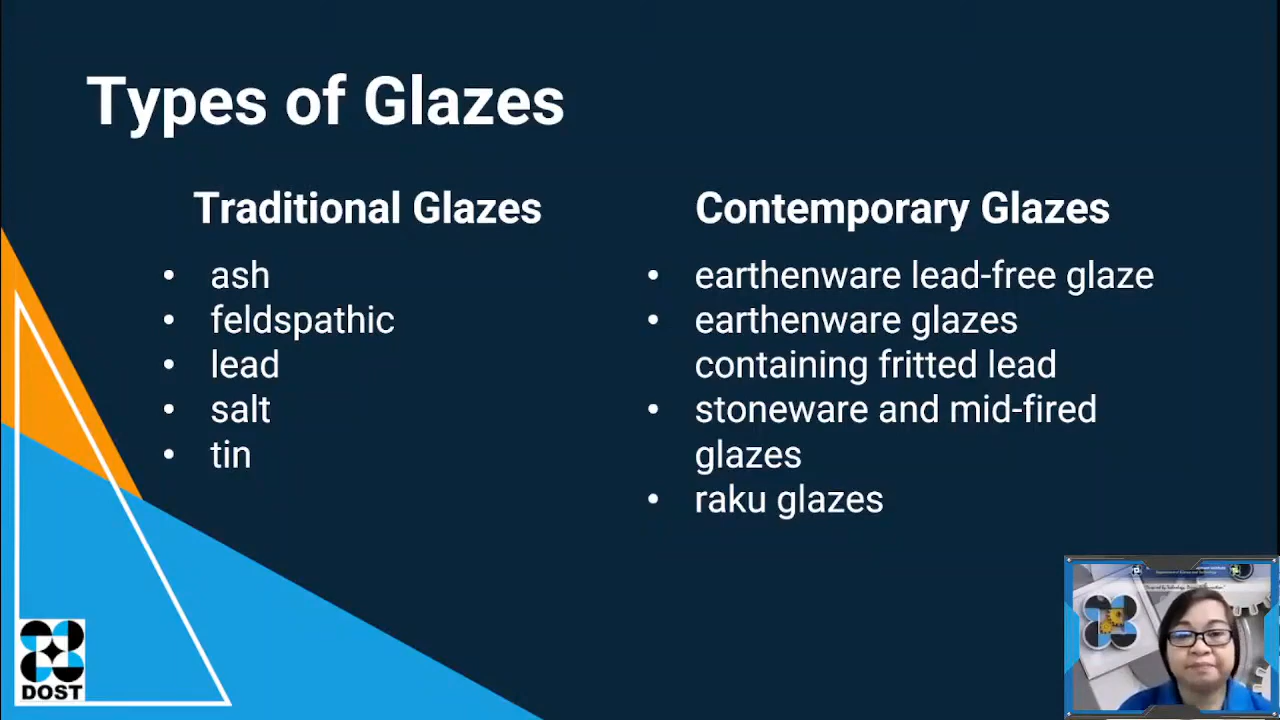 Types of Glazes
Traditional Glazes
• ash
• feldspathic
• lead
• salt
• tin
Contemporary Glazes
• earthenware lead-free glaze
• earthenware glazes
containing fritted lead
• stoneware and mid-fired
glazes
• raku glazes
DOST